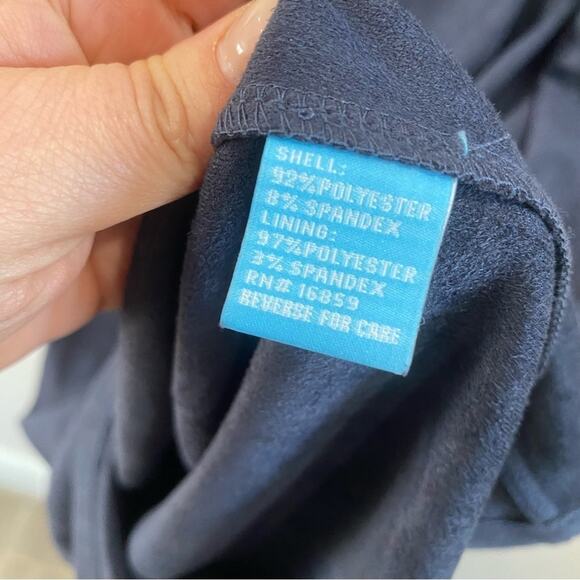 SHELL:
92%POLYESTER
8% SPANDEX
LINING:
97%POLYESTER
3% SPANDEX
RN# 16859
REVERSE FOR CARE